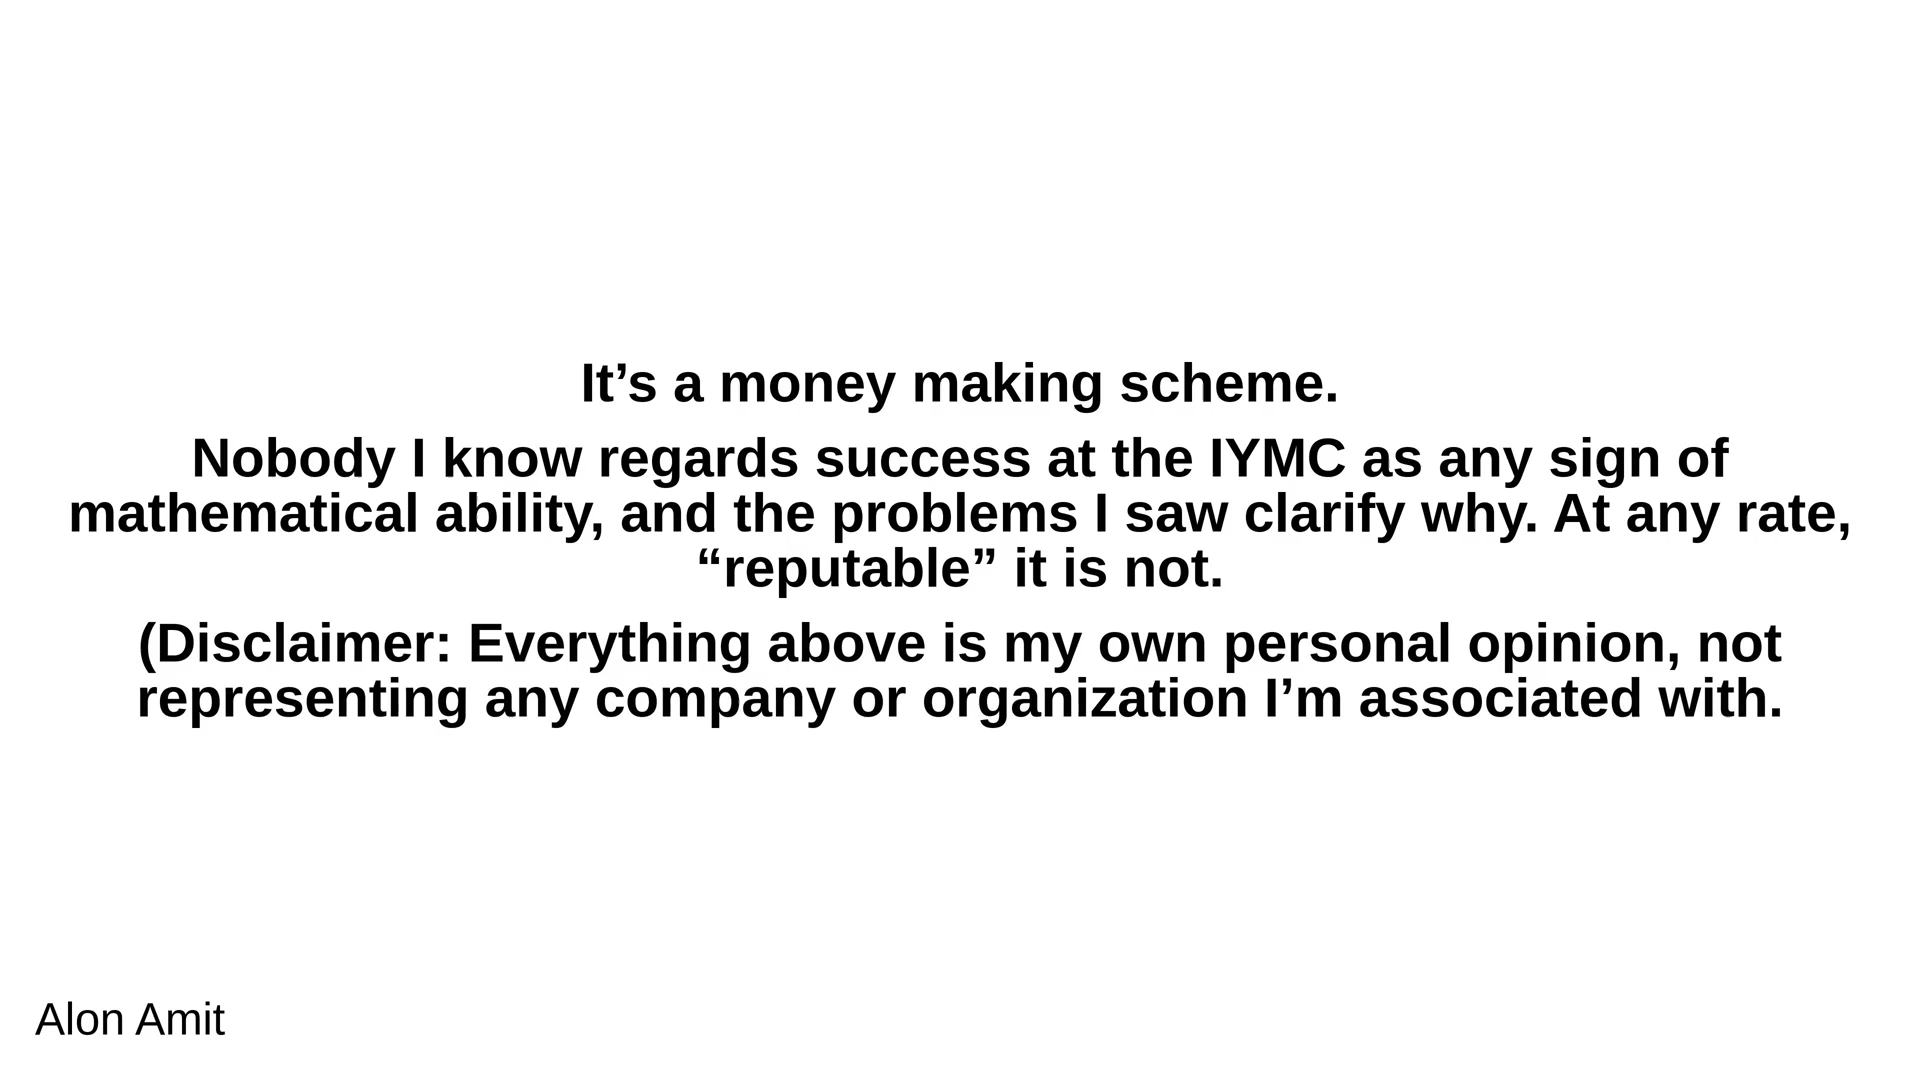 It’s a money making scheme.
Nobody I know regards success at the IYMC as any sign of
mathematical ability, and the problems I saw clarify why. At any rate,
“reputable” it is not.
(Disclaimer: Everything above is my own personal opinion, not
representing any company or organization I’m associated with.
Alon Amit